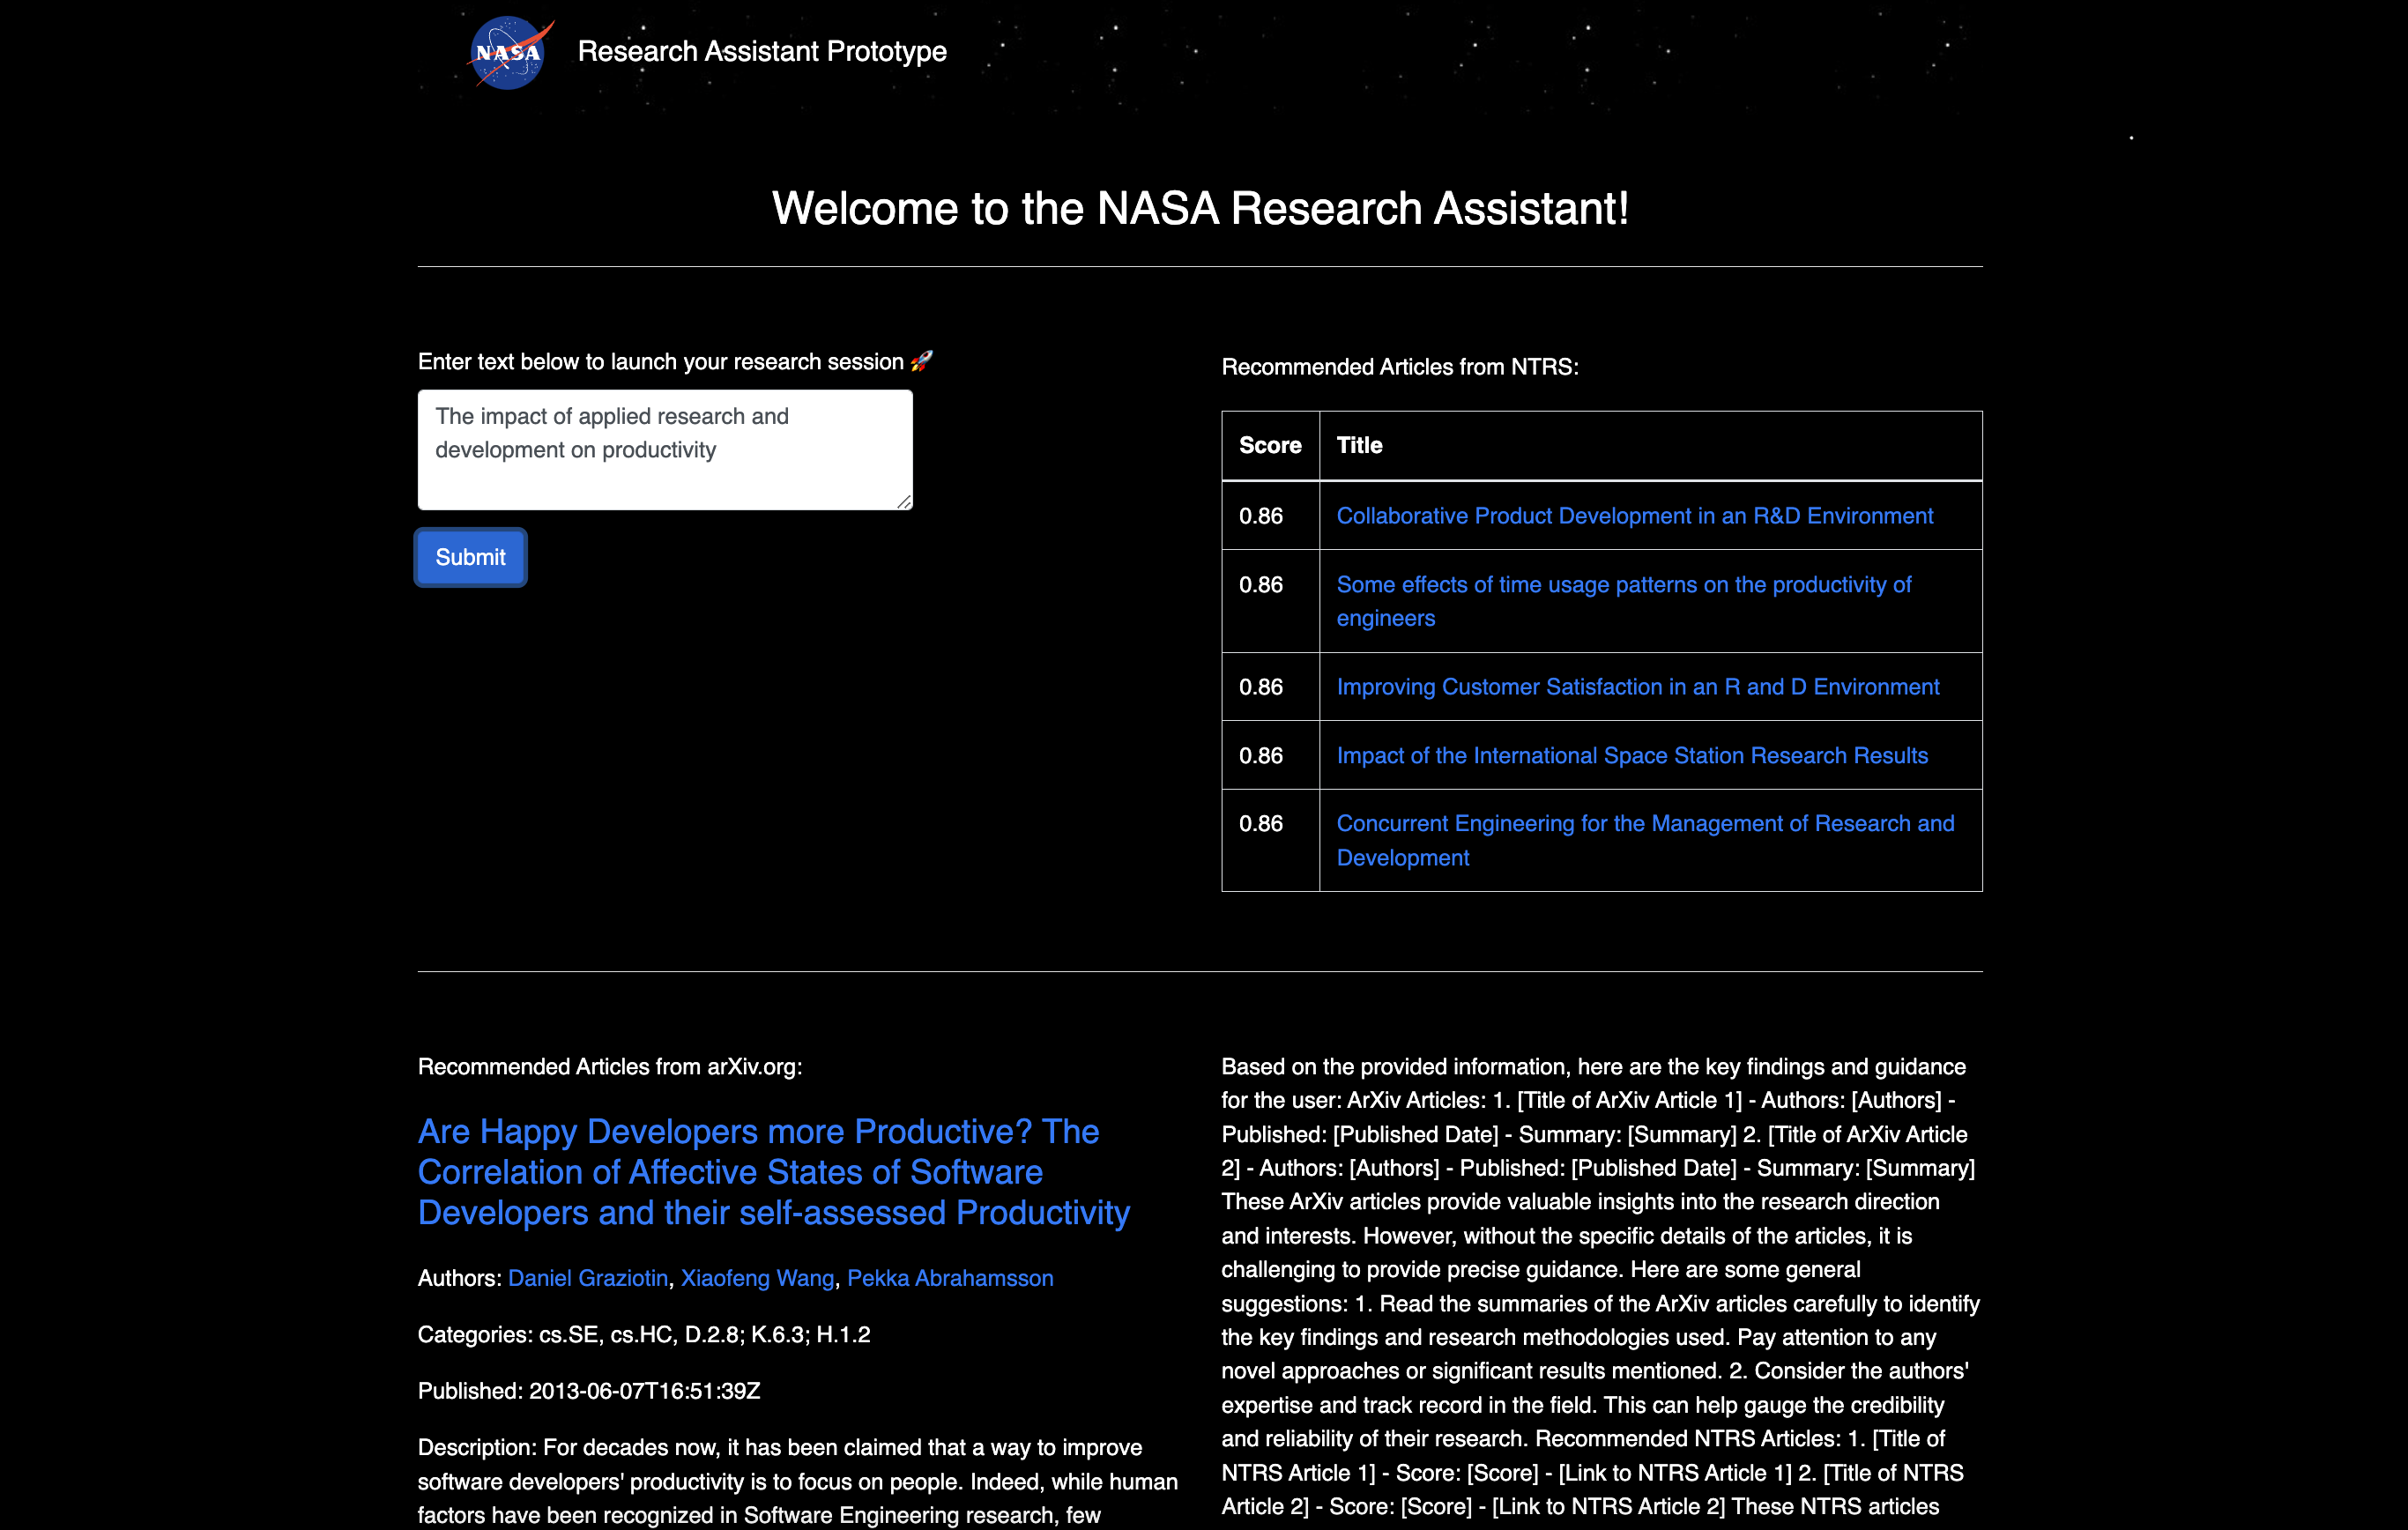 NASA
Research Assistant Prototype
Welcome to the NASA Research Assistant!
Enter text below to launch your research session 🚀
The impact of applied research and
development on productivity
Submit
Recommended Articles from NTRS:
Score Title
0.86 Collaborative Product Development in an R&D Environment
0.86 Some effects of time usage patterns on the productivity of
engineers
0.86 Improving Customer Satisfaction in an R and D Environment
0.86 Impact of the International Space Station Research Results
0.86 Concurrent Engineering for the Management of Research and
Development
Recommended Articles from arXiv.org:
Are Happy Developers more Productive? The
Correlation of Affective States of Software
Developers and their self-assessed Productivity
Authors: Daniel Graziotin, Xiaofeng Wang, Pekka Abrahamsson
Categories: cs.SE, cs.HC, D.2.8; K.6.3; H.1.2
Published: 2013-06-07T16:51:39Z
Description: For decades now, it has been claimed that a way to improve
software developers' productivity is to focus on people. Indeed, while human
factors have been recognized in Software Engineering research, few
Based on the provided information, here are the key findings and guidance
for the user: ArXiv Articles: 1. [Title of ArXiv Article 1] - Authors: [Authors] -
Published: [Published Date] - Summary: [Summary] 2. [Title of ArXiv Article
2] - Authors: [Authors] - Published: [Published Date] - Summary: [Summary]
These ArXiv articles provide valuable insights into the research direction
and interests. However, without the specific details of the articles, it is
challenging to provide precise guidance. Here are some general
suggestions: 1. Read the summaries of the ArXiv articles carefully to identify
the key findings and research methodologies used. Pay attention to any
novel approaches or significant results mentioned. 2. Consider the authors'
expertise and track record in the field. This can help gauge the credibility
and reliability of their research. Recommended NTRS Articles: 1. [Title of
NTRS Article 1] - Score: [Score] - [Link to NTRS Article 1] 2. [Title of NTRS
Article 2] - Score: [Score] - [Link to NTRS Article 2] These NTRS articles